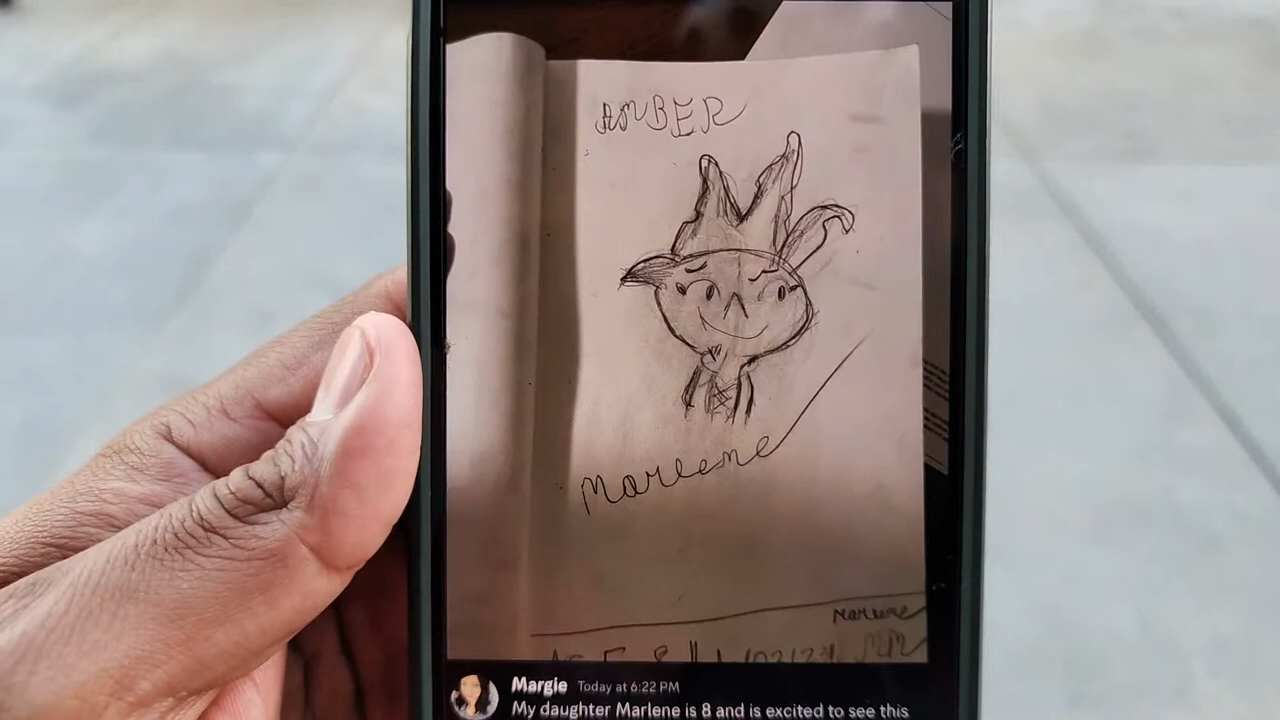 AMBER
Marlene
Marlene
Margie Today at 6:22 PM
My daughter Marlene is 8 and is excited to see this